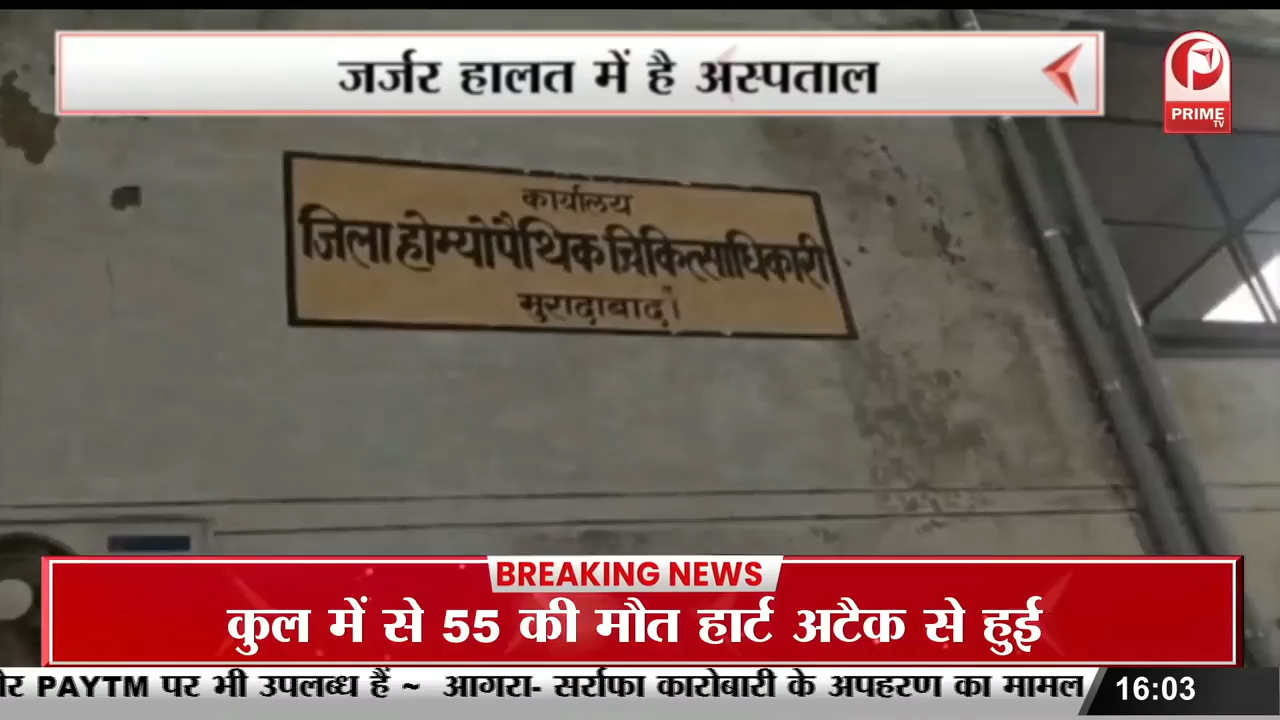 जर्जर हालत में है अस्पताल
PRIME
TV
कार्यालय
जिला होम्योपैथिक चिकित्साधिकारी
मुरादाबाद।
BREAKING NEWS
कुल में से 55 की मौत हार्ट अटैक से हुई
PAYTM पर भी उपलब्ध हैं ~ आगरा- सर्राफा कारोबारी के अपहरण का मामल
16:03